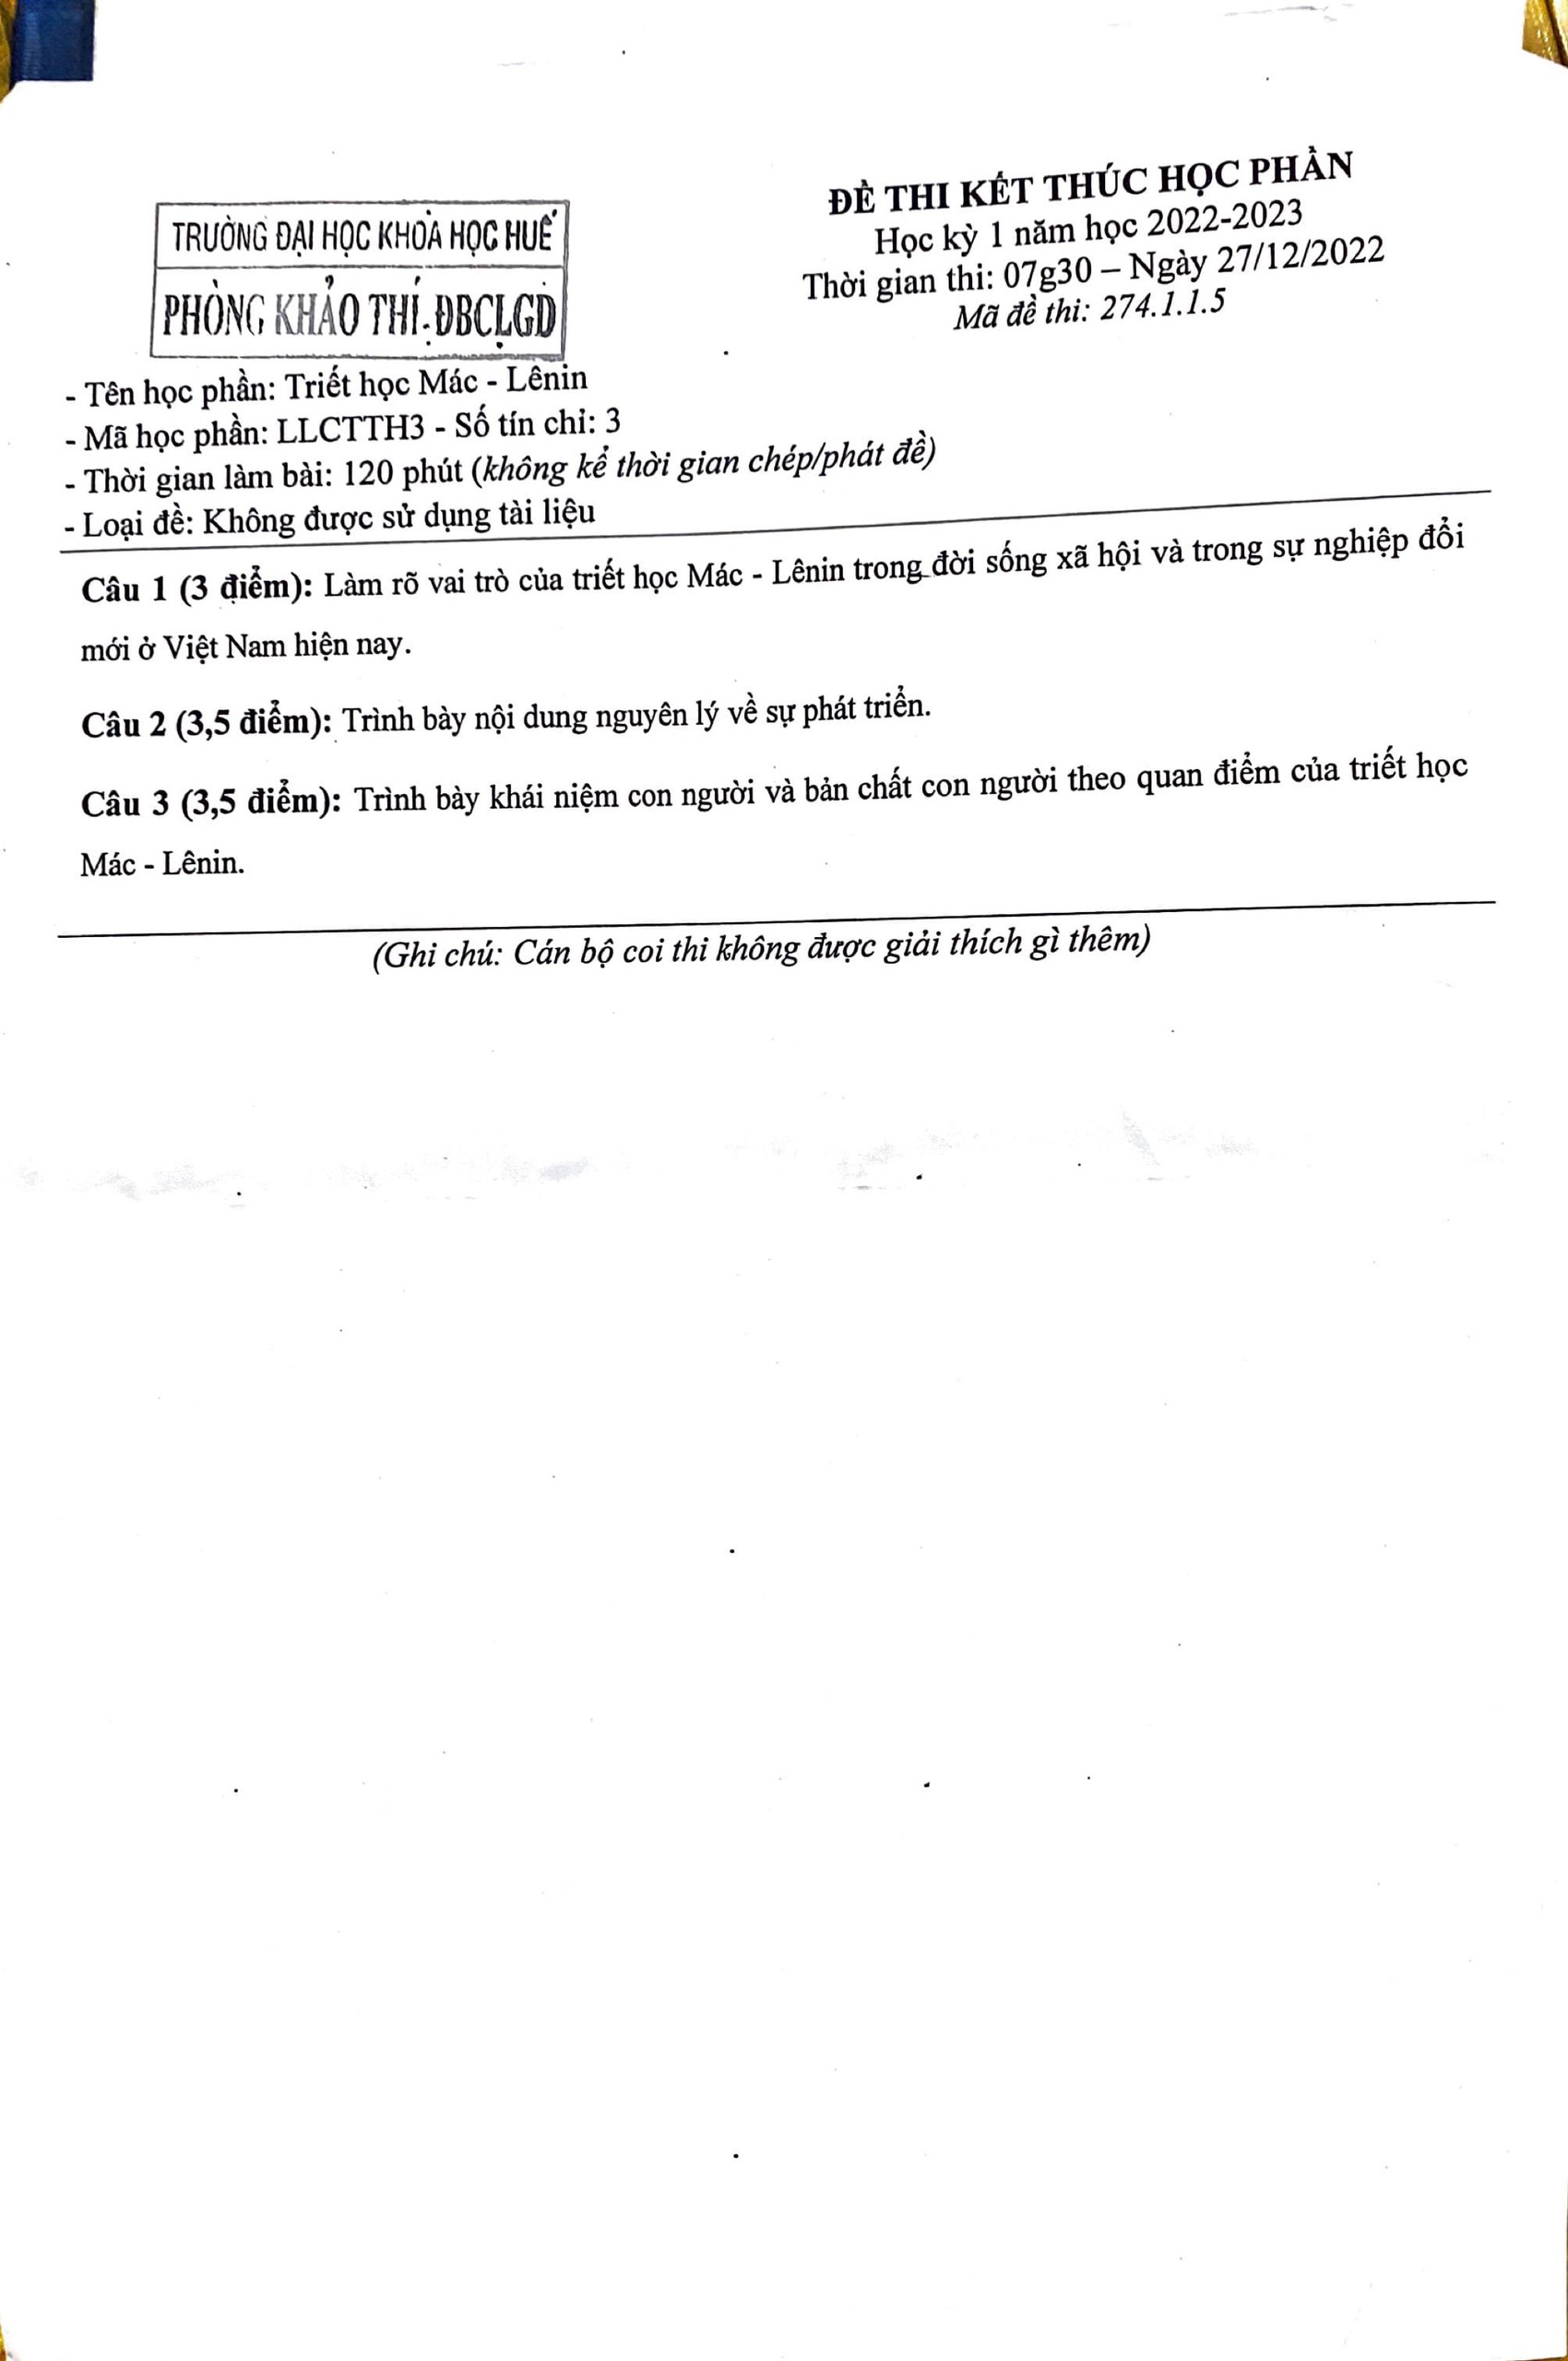 TRƯỜNG ĐẠI HỌC KHOA HỌC HUẾ
PHÒNG KHẢO THÍ.ĐBCLGD
ĐỀ THI KẾT THÚC HỌC PHẦN
Học kỳ 1 năm học 2022-2023
Thời gian thi: 07g30 – Ngày 27/12/2022
Mã đề thi: 274.1.1.5
- Tên học phần: Triết học Mác - Lênin
- Mã học phần: LLCTTH3 - Số tín chỉ: 3
- Thời gian làm bài: 120 phút (không kể thời gian chép/phát đề)
- Loại đề: Không được sử dụng tài liệu
Câu 1 (3 điểm): Làm rõ vai trò của triết học Mác - Lênin trong đời sống xã hội và trong sự nghiệp đổi
mới ở Việt Nam hiện nay.
Câu 2 (3,5 điểm): Trình bày nội dung nguyên lý về sự phát triển.
Câu 3 (3,5 điểm): Trình bày khái niệm con người và bản chất con người theo quan điểm của triết học
Mác - Lênin.
(Ghi chú: Cán bộ coi thi không được giải thích gì thêm)